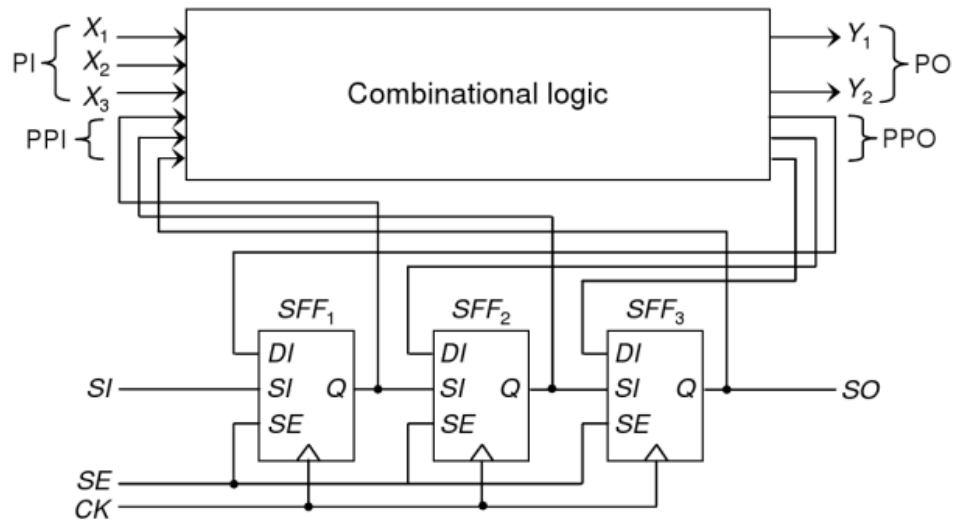 PI
X1
X2
X3
PPI
Combinational logic
Y1
Y2
PO
PPO
SFF1
SFF2
SFF3
DI
SI
Q
SE
DI
SI
Q
SE
DI
SI
Q
SE
SI
SO
SE
CK